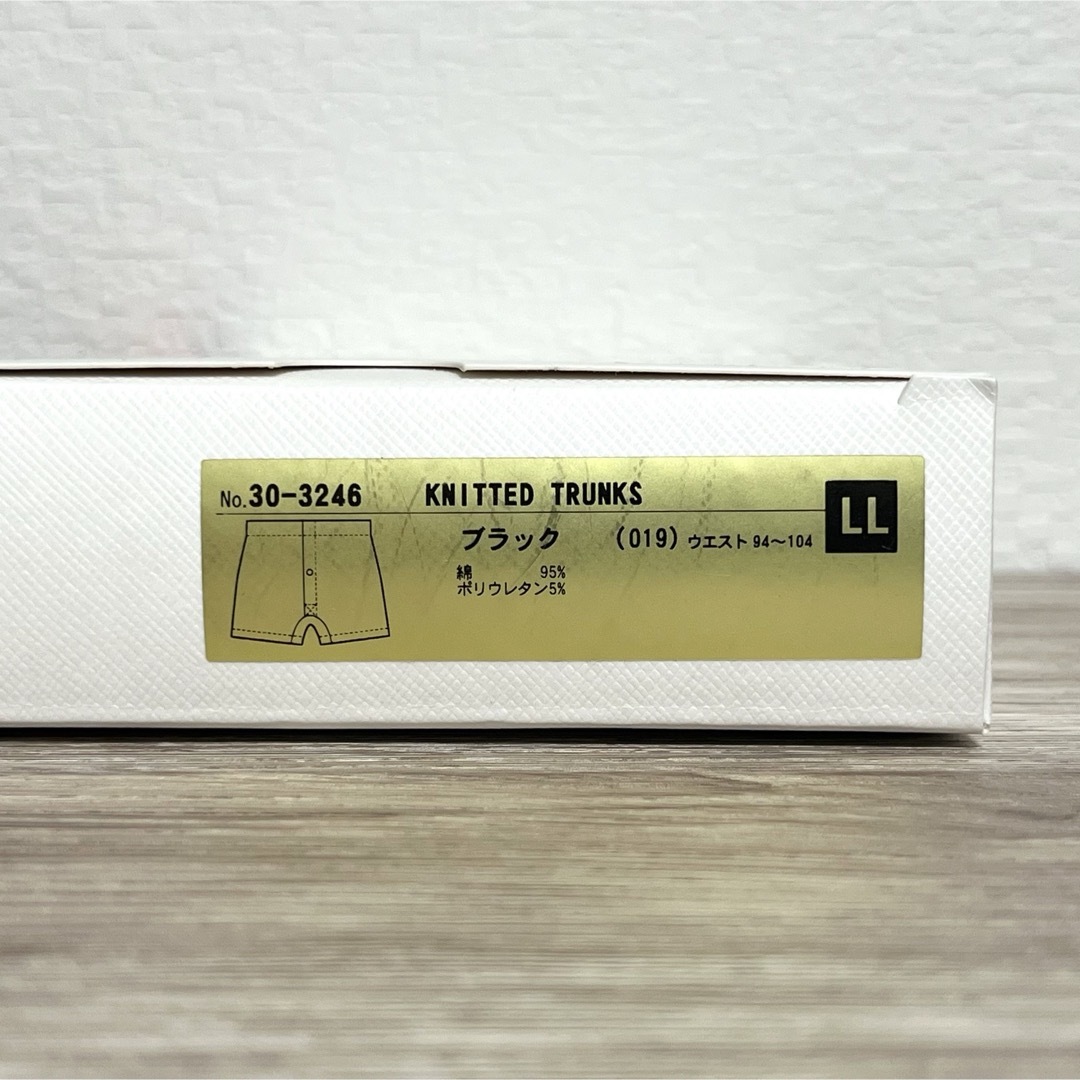 No.30-3246 KNITTED TRUNKS
LL
ブラック (019) ウエスト 94〜104
綿 95%
ポリウレタン5%